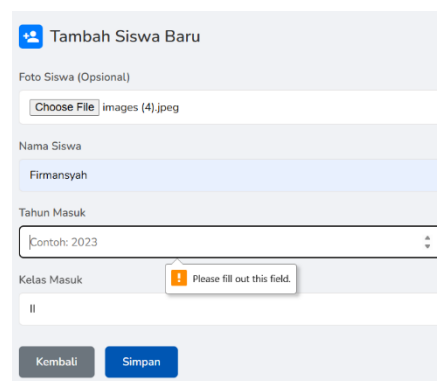 Tambah Siswa Baru
Foto Siswa (Opsional)
Choose File images (4).jpeg
Nama Siswa
Firmansyah
Tahun Masuk
Contoh: 2023
Please fill out this field.
Kelas Masuk
II
Kembali Simpan